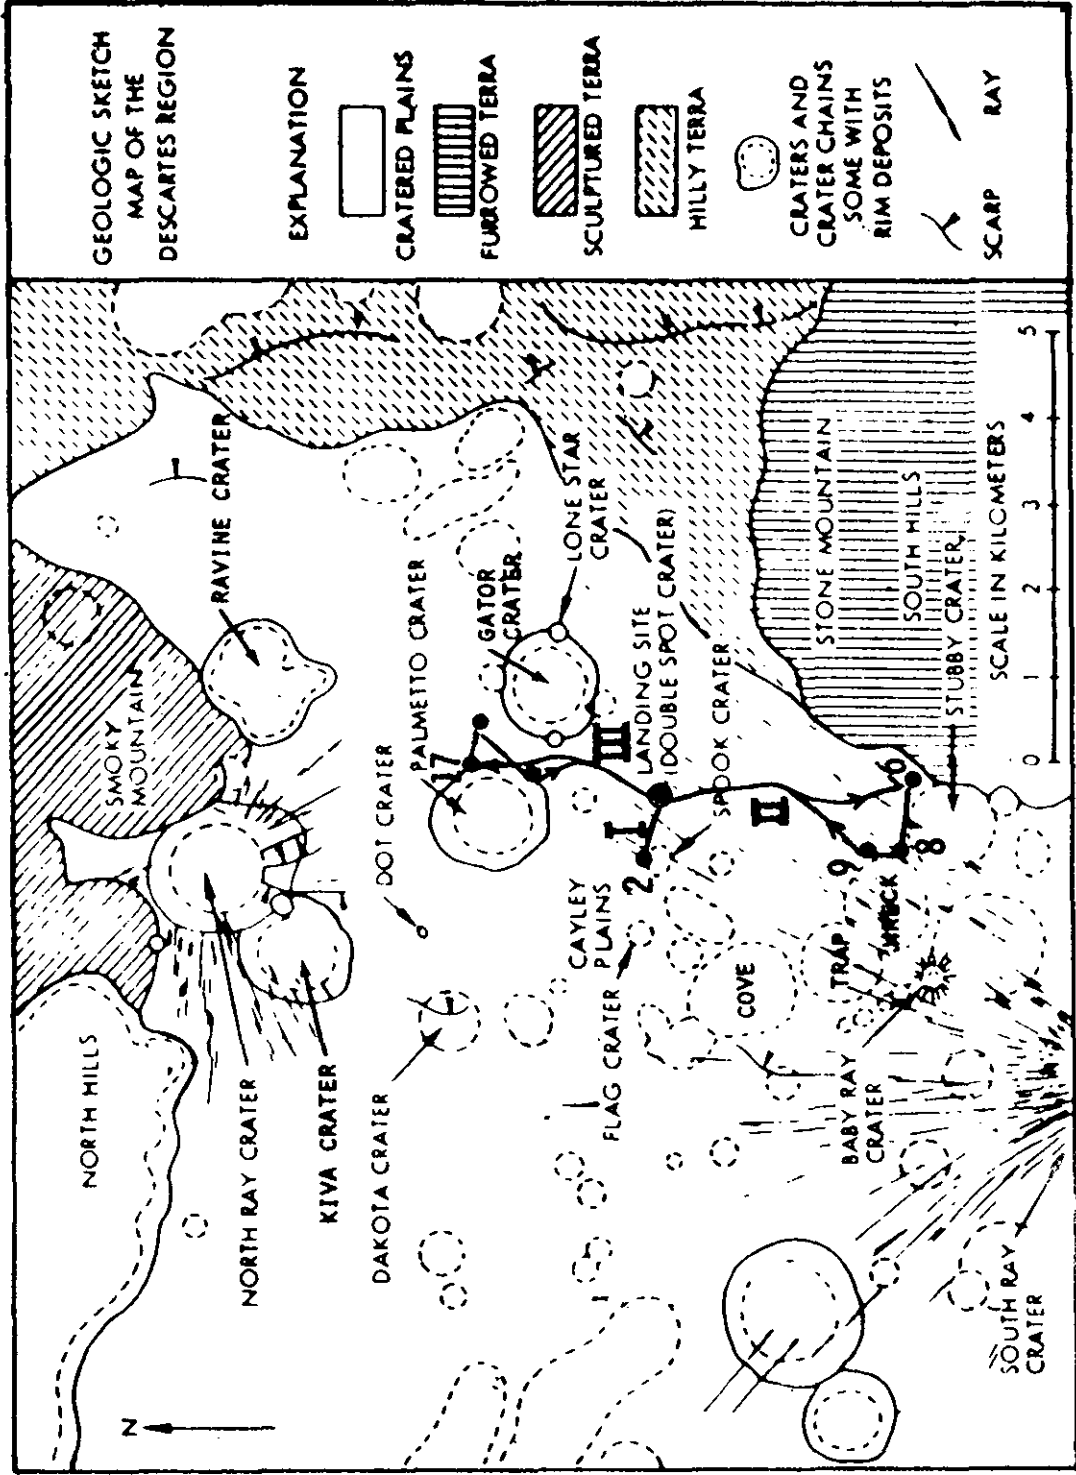 GEOLOGIC SKETCH
MAP OF THE
DESCARTES REGION
EXPLANATION
CRATERED PLAINS
FURROWED TERRA
SCULPTURED TERRA
HILLY TERRA
CRATERS AND
CRATER CHAINS
SOME WITH
RIM DEPOSITS
SCARP
RAY
N
NORTH HILLS
SMOKY
MOUNTAIN
RAVINE CRATER
NORTH RAY CRATER
KIVA CRATER
DAKOTA CRATER
DOT CRATER
PALMETTO CRATER
GATOR
CRATER
LONE STAR
CRATER
17
III
LANDING SITE
(DOUBLE SPOT CRATER)
SPOOK CRATER
I
2
II
CAYLEY
PLAINS
FLAG CRATER
COVE
TRAP
WRECK
9
8
6
BABY RAY
CRATER
SOUTH RAY
CRATER
STONE MOUNTAIN
SOUTH HILLS
STUBBY CRATER
SCALE IN KILOMETERS
0 1 2 3 4 5